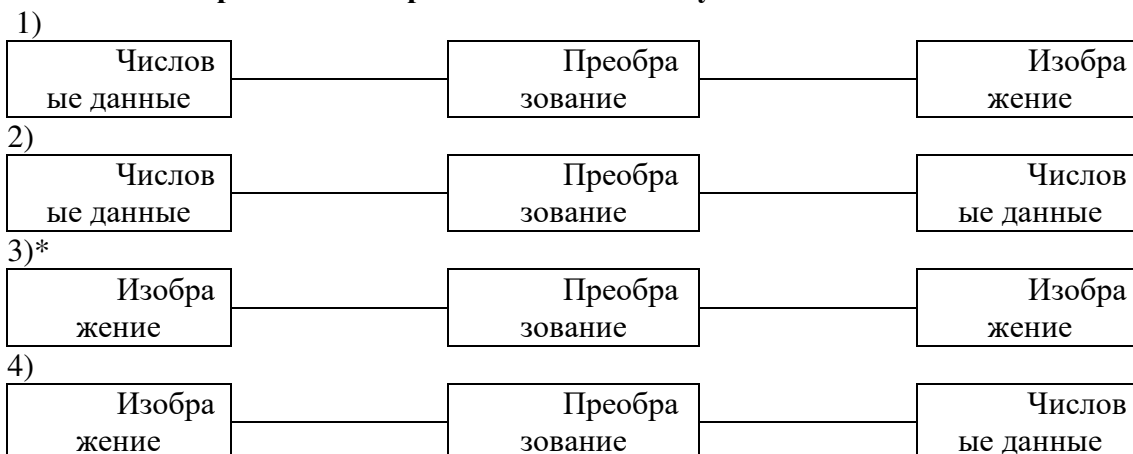 1)
Числов Преобра Изобра
ые данные зование жение
2)
Числов Преобра Числов
ые данные зование ые данные
3)*
Изобра Преобра Изобра
жение зование жение
4)
Изобра Преобра Числов
жение зование ые данные